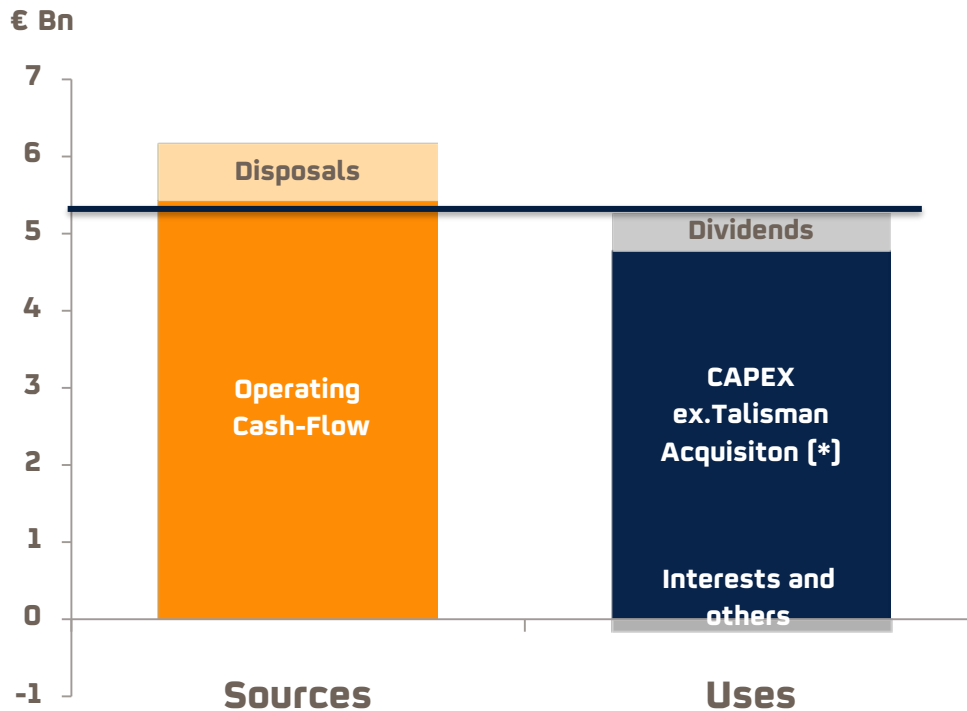 € Bn
7
6
5
4
3
2
1
0
-1
Disposals
Operating
Cash-Flow
Dividends
CAPEX
ex.Talisman
Acquisiton (*)
Interests and
others
Sources
Uses